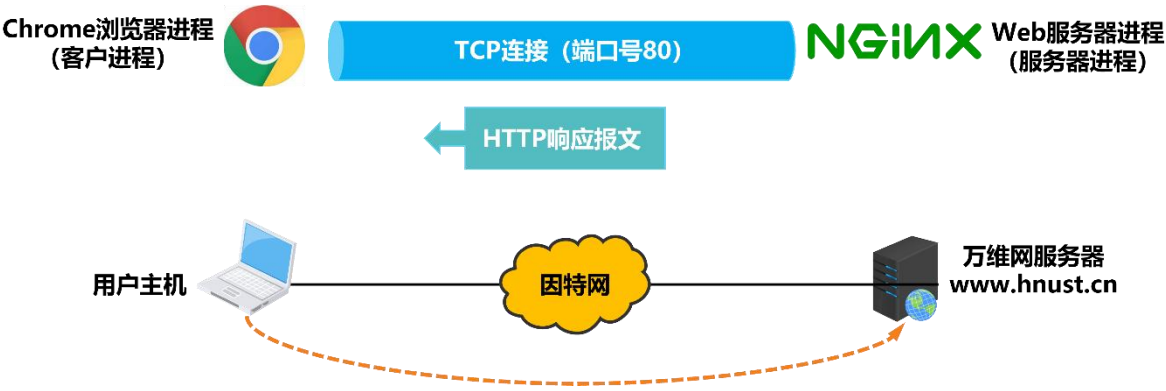 Chrome浏览器进程
（客户进程）
TCP连接（端口号80）
NGiNX
Web服务器进程
（服务器进程）
HTTP响应报文
用户主机
因特网
万维网服务器
www.hnust.cn